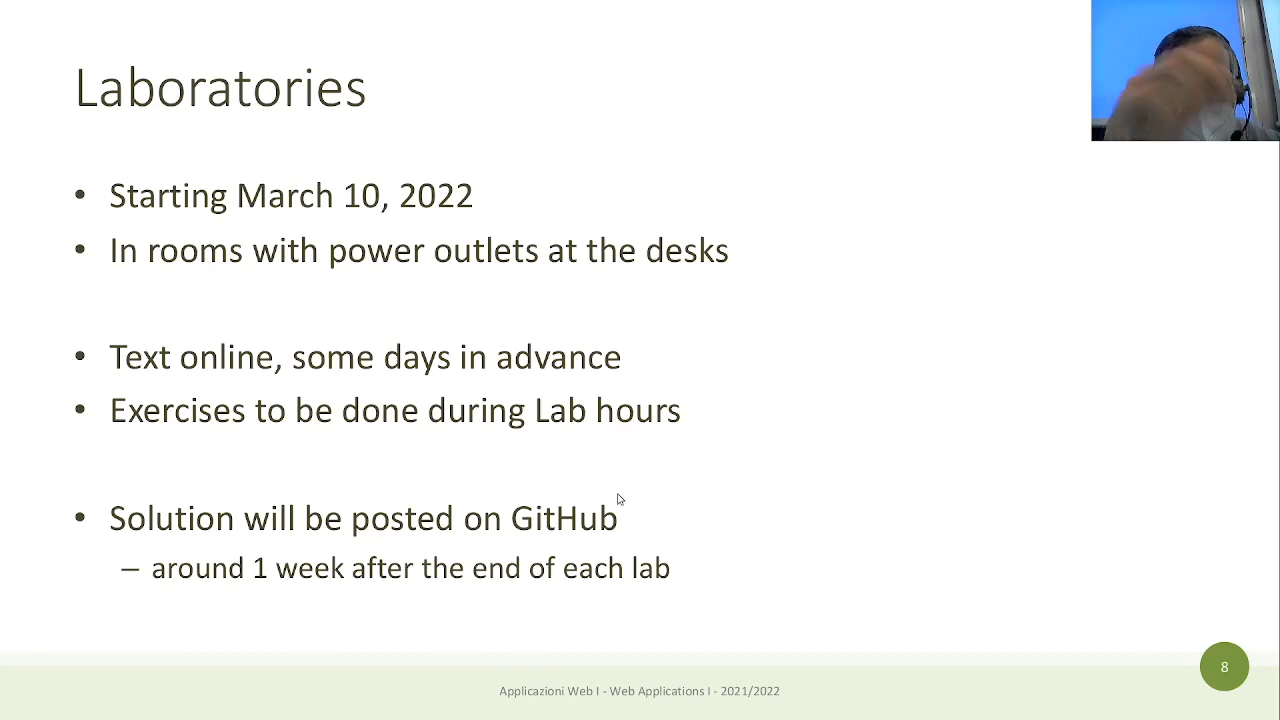 Laboratories
• Starting March 10, 2022
• In rooms with power outlets at the desks
• Text online, some days in advance
• Exercises to be done during Lab hours
• Solution will be posted on GitHub
– around 1 week after the end of each lab
8
Applicazioni Web I - Web Applications I - 2021/2022